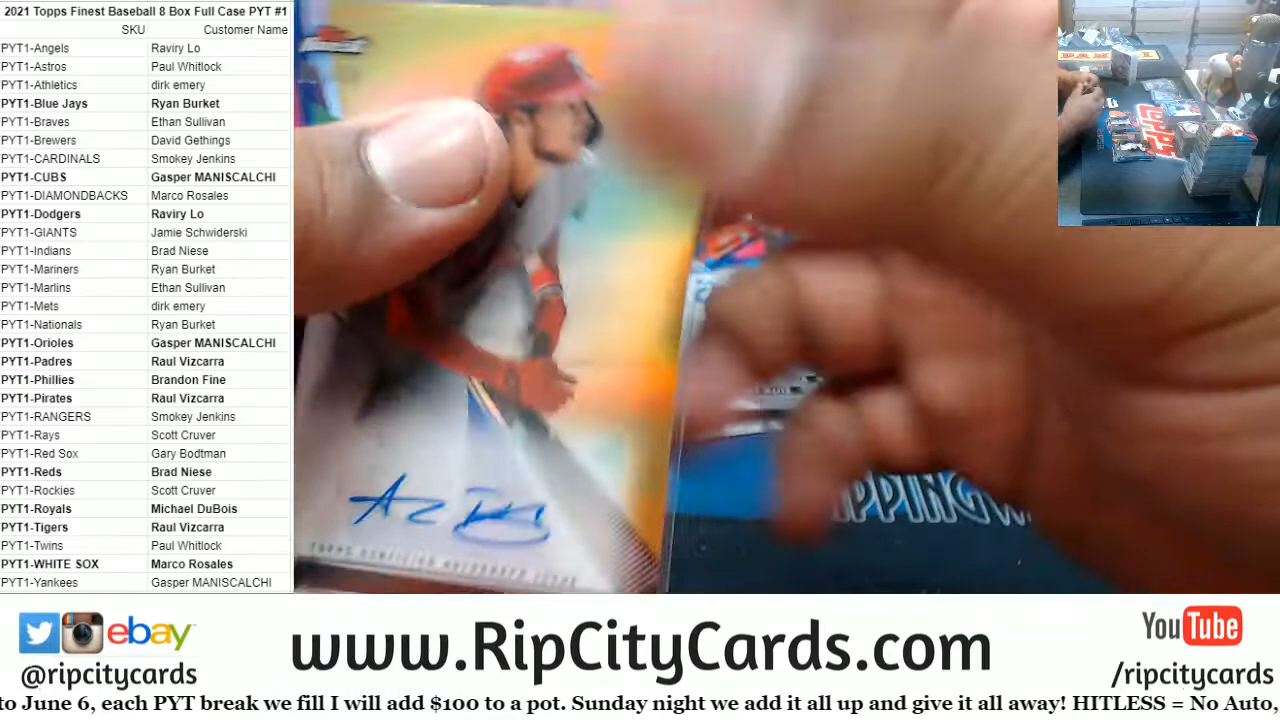 2021 Topps Finest Baseball 8 Box Full Case PYT #1
SKU Customer Name
PYT1-Angels Raviry Lo
PYT1-Astros Paul Whitlock
PYT1-Athletics dirk emery
PYT1-Blue Jays Ryan Burket
PYT1-Braves Ethan Sullivan
PYT1-Brewers David Gethings
PYT1-CARDINALS Smokey Jenkins
PYT1-CUBS Gasper MANISCALCHI
PYT1-DIAMONDBACKS Marco Rosales
PYT1-Dodgers Raviry Lo
PYT1-GIANTS Jamie Schwiderski
PYT1-Indians Brad Niese
PYT1-Mariners Ryan Burket
PYT1-Marlins Ethan Sullivan
PYT1-Mets dirk emery
PYT1-Nationals Ryan Burket
PYT1-Orioles Gasper MANISCALCHI
PYT1-Padres Raul Vizcarra
PYT1-Phillies Brandon Fine
PYT1-Pirates Raul Vizcarra
PYT1-RANGERS Smokey Jenkins
PYT1-Rays Scott Cruver
PYT1-Red Sox Gary Bodtman
PYT1-Reds Brad Niese
PYT1-Rockies Scott Cruver
PYT1-Royals Michael DuBois
PYT1-Tigers Raul Vizcarra
PYT1-Twins Paul Whitlock
PYT1-WHITE SOX Marco Rosales
PYT1-Yankees Gasper MANISCALCHI
TOPPS CERTIFIED AUTOGRAPH ISSUE
PANINI
TOPPS
ebay
@ripcitycards
www.RipCityCards.com
YouTube
/ripcitycards
to June 6, each PYT break we fill I will add $100 to a pot. Sunday night we add it all up and give it all away! HITLESS = No Auto,